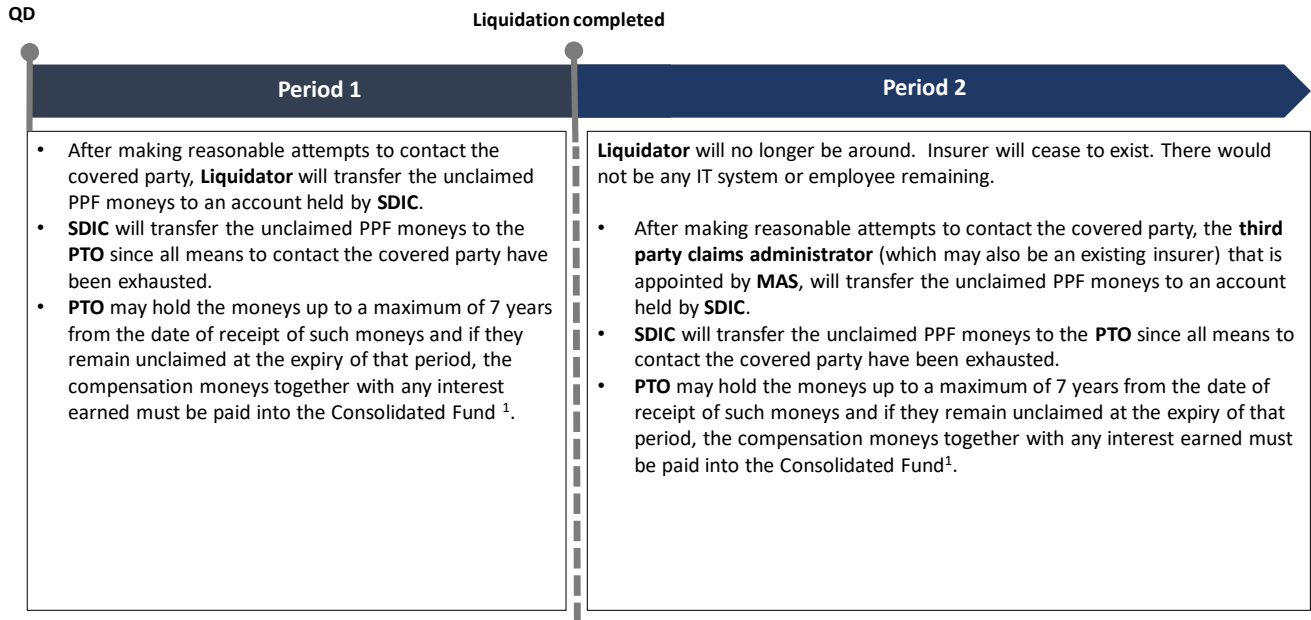 QD
Liquidation completed
Period 1
Period 2
• After making reasonable attempts to contact the
covered party, Liquidator will transfer the unclaimed
PPF moneys to an account held by SDIC.
• SDIC will transfer the unclaimed PPF moneys to the
PTO since all means to contact the covered party have
been exhausted.
• PTO may hold the moneys up to a maximum of 7 years
from the date of receipt of such moneys and if they
remain unclaimed at the expiry of that period, the
compensation moneys together with any interest
earned must be paid into the Consolidated Fund ¹.
Liquidator will no longer be around.  Insurer will cease to exist. There would
not be any IT system or employee remaining.
• After making reasonable attempts to contact the covered party, the third
party claims administrator (which may also be an existing insurer) that is
appointed by MAS, will transfer the unclaimed PPF moneys to an account
held by SDIC.
• SDIC will transfer the unclaimed PPF moneys to the PTO since all means to
contact the covered party have been exhausted.
• PTO may hold the moneys up to a maximum of 7 years from the date of
receipt of such moneys and if they remain unclaimed at the expiry of that
period, the compensation moneys together with any interest earned must
be paid into the Consolidated Fund¹.